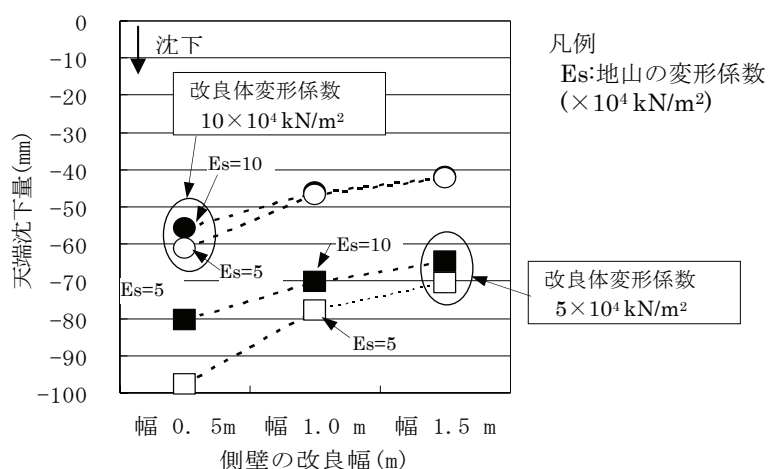 0
-10
-20
-30
-40
-50
-60
-70
-80
-90
-100
天端沈下量(mm)
沈下
改良体変形係数
10×10⁴ kN/m²
Es=10
Es=5
Es=5
Es=10
Es=5
改良体変形係数
5×10⁴ kN/m²
幅 0. 5m 幅 1.0 m 幅 1.5 m
側壁の改良幅(m)
凡例
Es:地山の変形係数
(×10⁴ kN/m²)